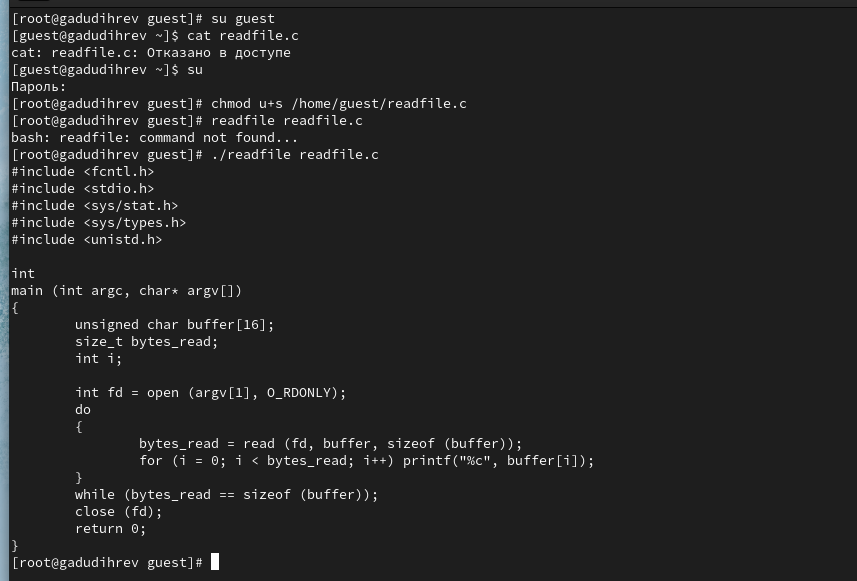 [root@gadudihrev guest]# su guest
[guest@gadudihrev ~]$ cat readfile.c
cat: readfile.c: Отказано в доступе
[guest@gadudihrev ~]$ su
Пароль:
[root@gadudihrev guest]# chmod u+s /home/guest/readfile.c
[root@gadudihrev guest]# readfile readfile.c
bash: readfile: command not found...
[root@gadudihrev guest]# ./readfile readfile.c
#include <fcntl.h>
#include <stdio.h>
#include <sys/stat.h>
#include <sys/types.h>
#include <unistd.h>

int
main (int argc, char* argv[])
{
        unsigned char buffer[16];
        size_t bytes_read;
        int i;

        int fd = open (argv[1], O_RDONLY);
        do
        {
                bytes_read = read (fd, buffer, sizeof (buffer));
                for (i = 0; i < bytes_read; i++) printf("%c", buffer[i]);
        }
        while (bytes_read == sizeof (buffer));
        close (fd);
        return 0;
}
[root@gadudihrev guest]#